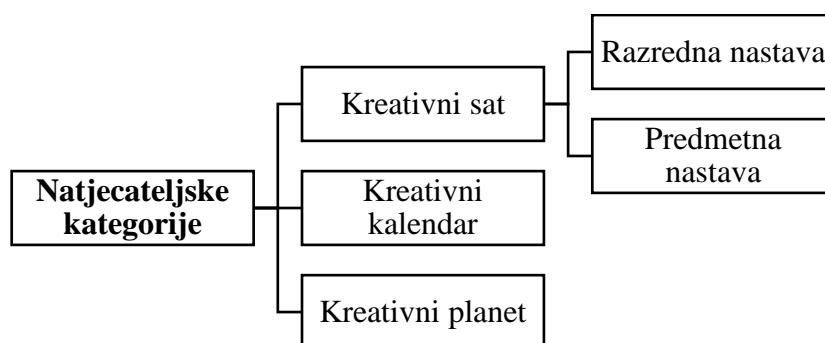 Natjecateljske
kategorije
Kreativni sat
Razredna nastava
Predmetna
nastava
Kreativni
kalendar
Kreativni planet